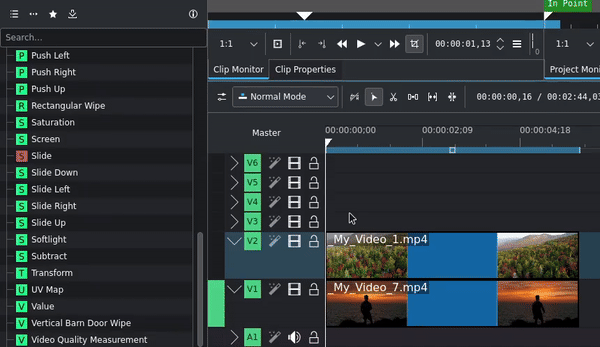 In Point
Search...
1:1
00:00:01,13
1:1
0
Clip Monitor
Clip Properties
Project Moni
Normal Mode
00:00:00,16 / 00:02:44,03
Master
00:00:00;00
00:00:02;09
00:00:04;18
P Push Left
P Push Right
P Push Up
R Rectangular Wipe
S Saturation
S Screen
S Slide
S Slide Down
S Slide Left
S Slide Right
S Slide Up
S Softlight
S Subtract
T Transform
U UV Map
V Value
V Vertical Barn Door Wipe
V Video Quality Measurement
V6
V5
V4
V3
V2
My_Video_1.mp4
V1
My_Video_7.mp4
A1